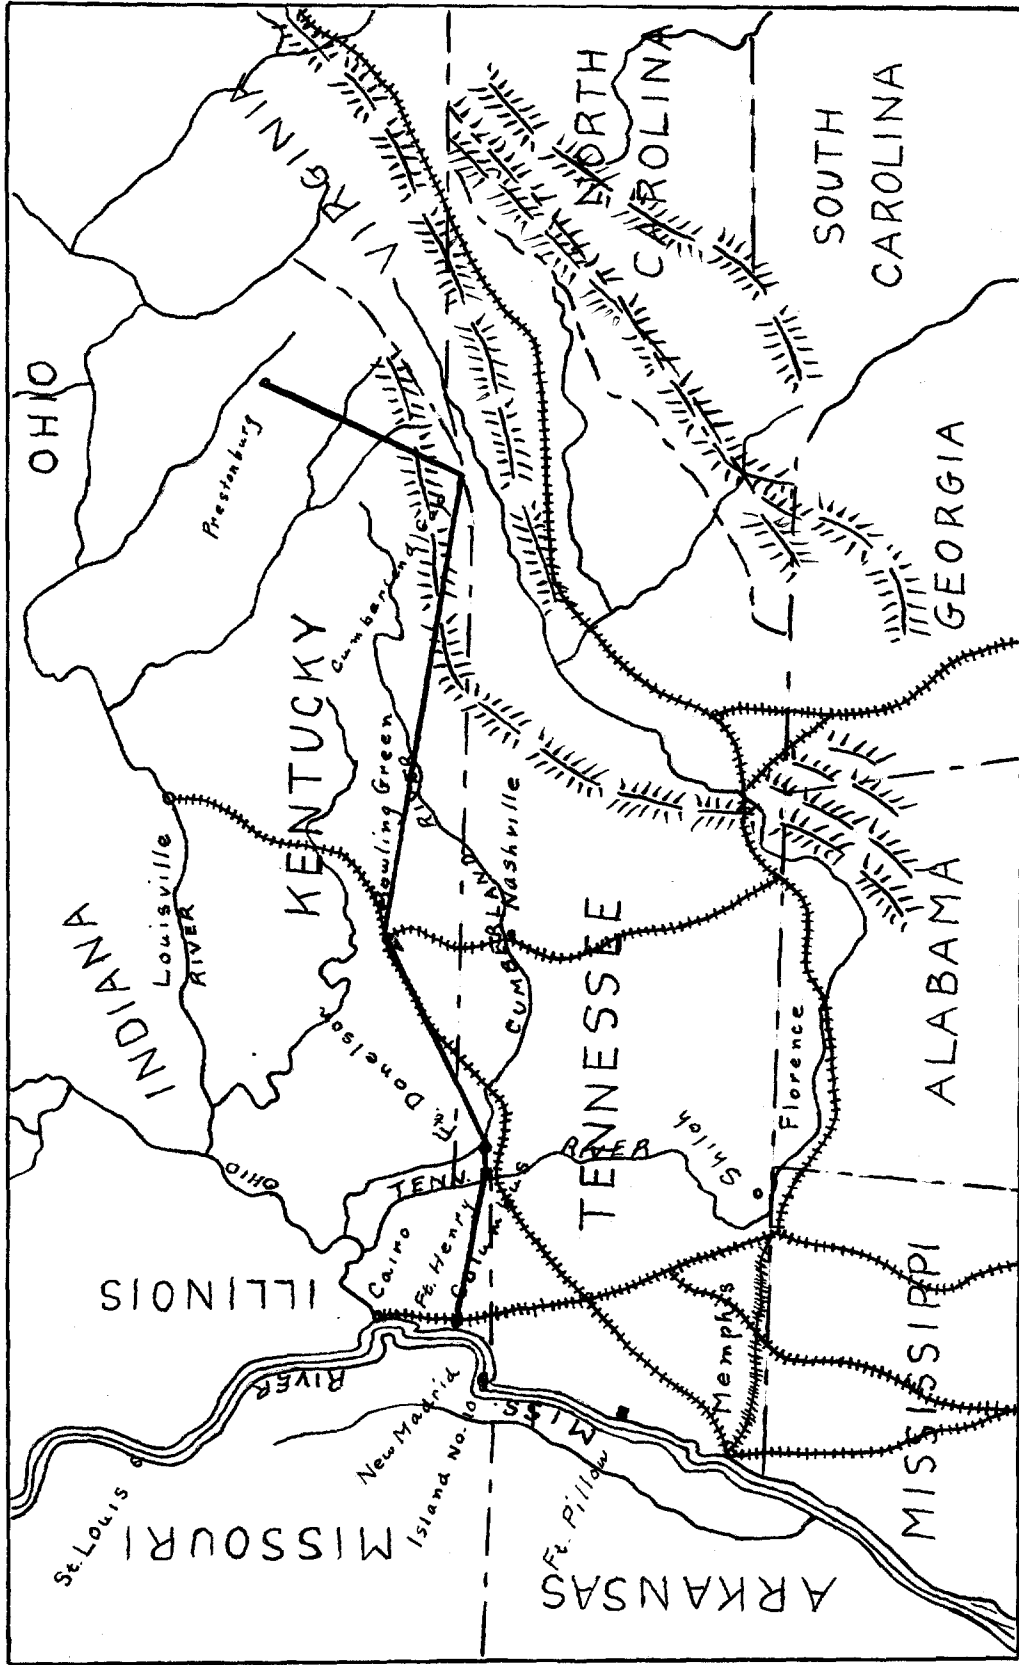 OHIO
VIRGINIA
NORTH
CAROLINA
SOUTH
CAROLINA
GEORGIA
Prestonburg
KENTUCKY
INDIANA
Louisville
RIVER
Bowling Green
CUMBERLAND
RIVER
Nashville
TENNESSEE
ALABAMA
Florence
Ft. Donelson
OHIO
TENN.
RIVER
Shiloh
ILLINOIS
Cairo
Ft. Henry
Columbus
MISSISSIPPI
Memphis
RIVER
MISS.
New Madrid
Island No. 10
Ft. Pillow
St. Louis
MISSOURI
ARKANSAS